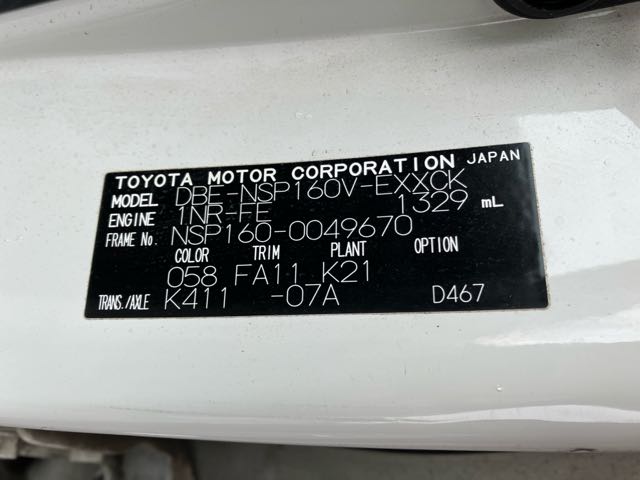 TOYOTA MOTOR CORPORATION JAPAN
MODEL DBE-NSP160V-EXXCK
ENGINE 1NR-FE 1329 mL
FRAME No. NSP160-0049670
COLOR TRIM PLANT OPTION
058 FA11 K21
TRANS./AXLE K411 -07A D467